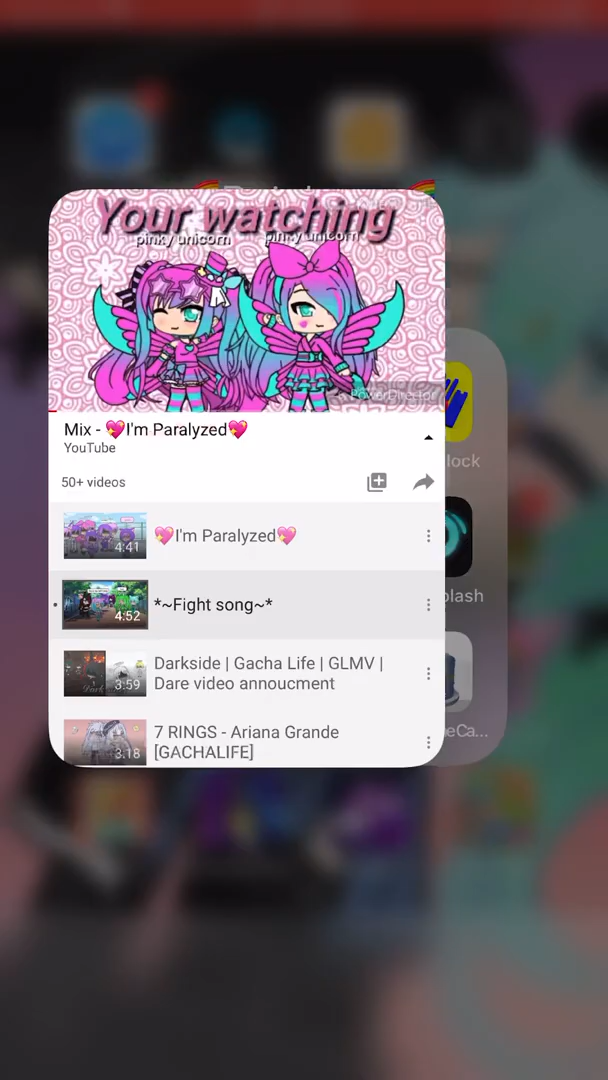 Your watching
pinky unicorn pinky unicorn
PowerDirector
Mix - 💖I'm Paralyzed💖
YouTube
50+ videos
4:41
💖I'm Paralyzed💖
4:52
*~Fight song~*
3:59
Darkside | Gacha Life | GLMV |
Dare video annoucment
3:18
7 RINGS - Ariana Grande
[GACHALIFE]
lock
plash
eCa...